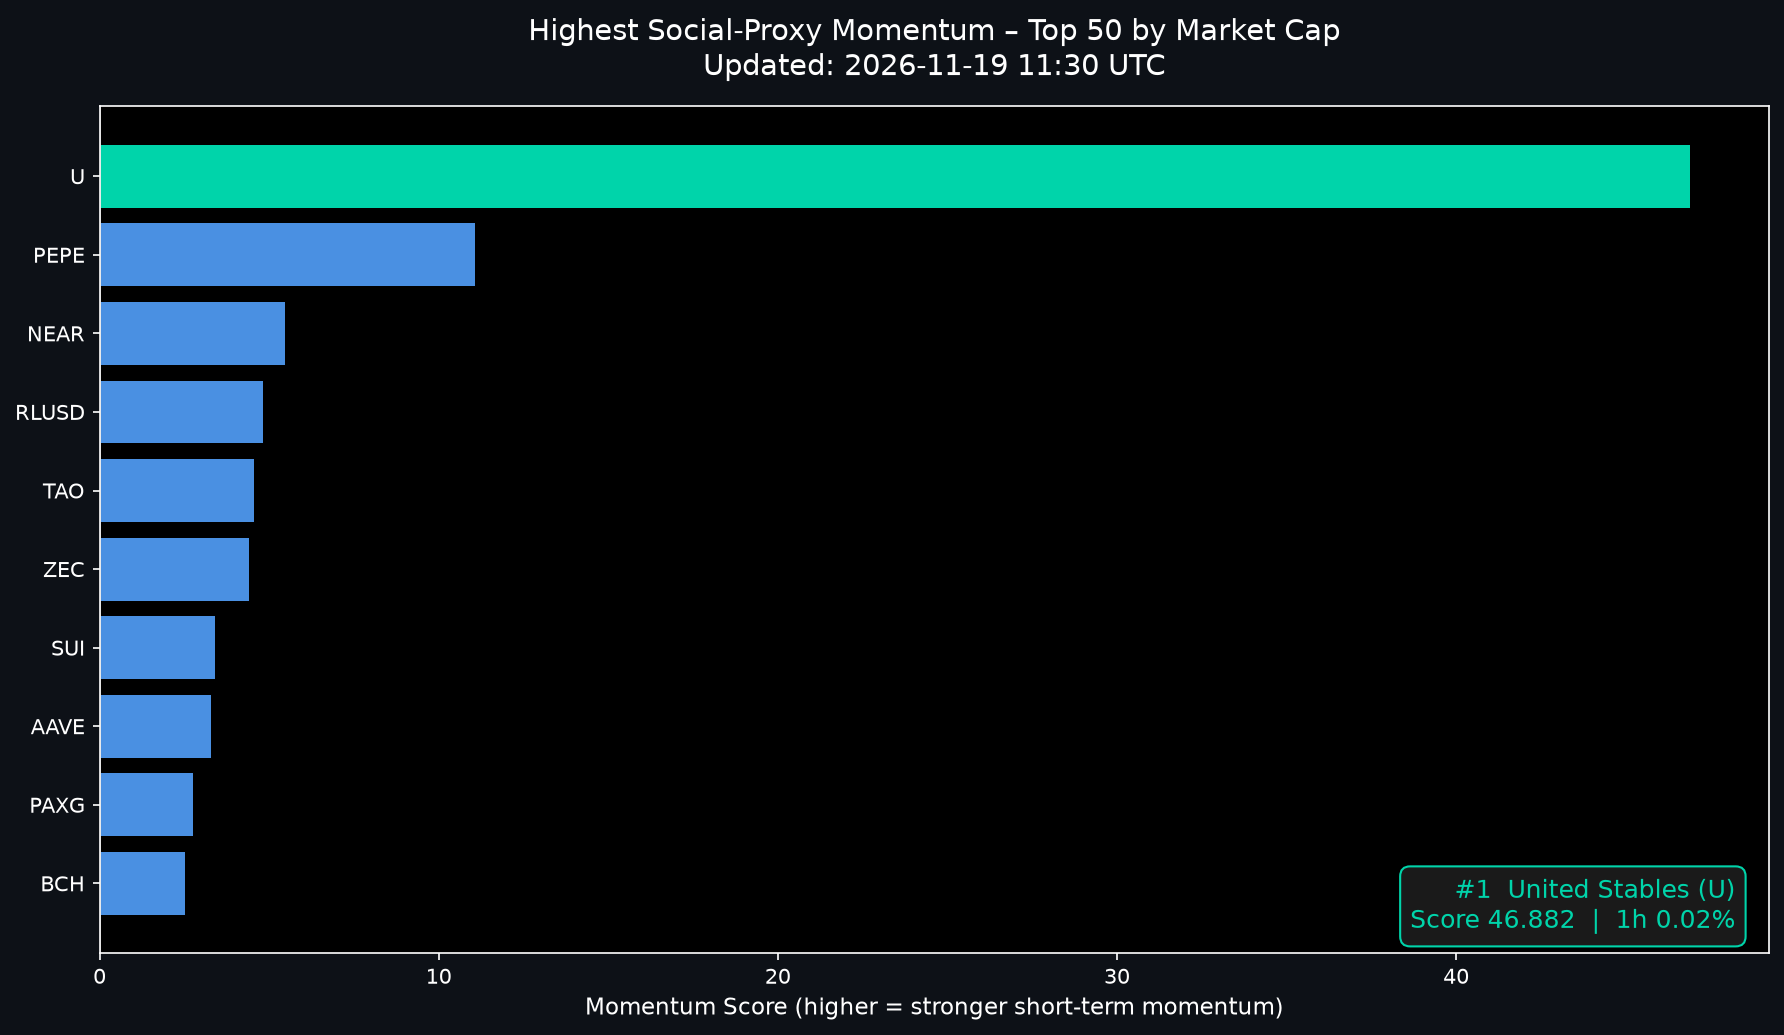 Highest Social-Proxy Momentum – Top 50 by Market Cap
Updated: 2026-11-19 11:30 UTC
U
PEPE
NEAR
RLUSD
TAO
ZEC
SUI
AAVE
PAXG
BCH
#1 United Stables (U)
Score 46.882 | 1h 0.02%
0 10 20 30 40
Momentum Score (higher = stronger short-term momentum)